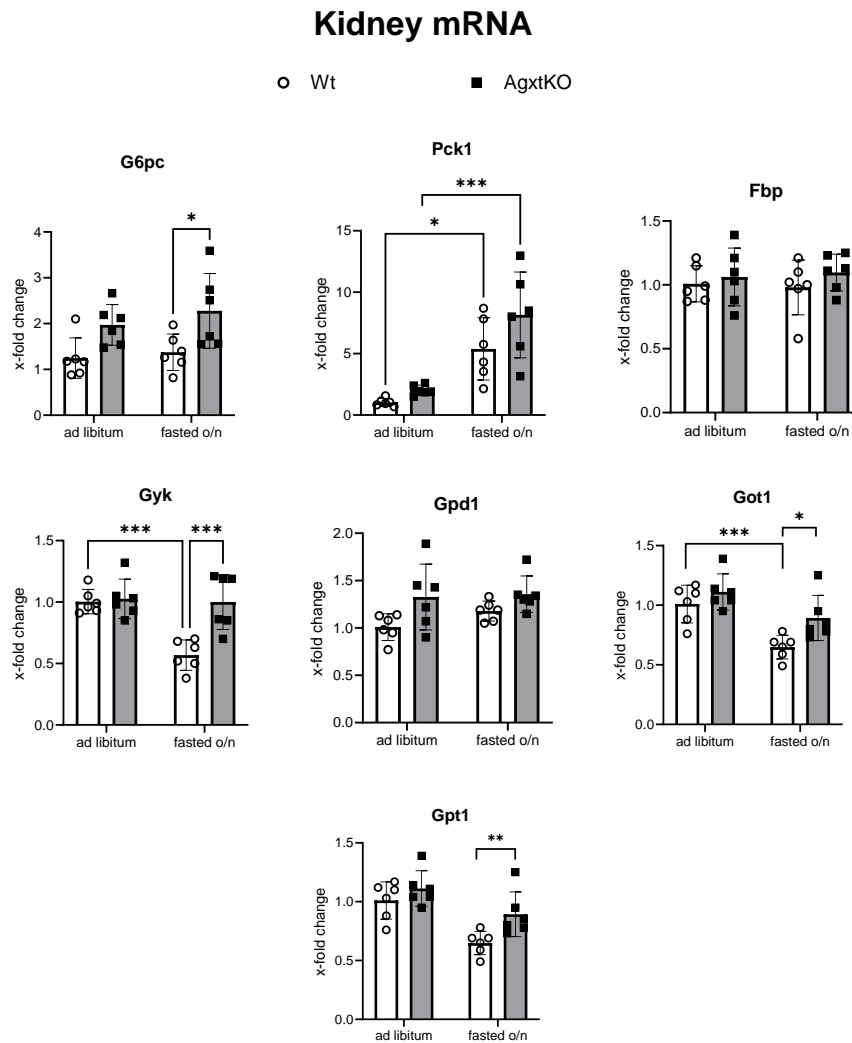 Kidney mRNA
Wt AgxtKO
G6pc
x-fold change
4
3
2
1
0
*
ad libitum fasted o/n
Pck1
x-fold change
15
10
5
0
*
***
ad libitum fasted o/n
Fbp
x-fold change
1.5
1.0
0.5
0.0
ad libitum fasted o/n
Gyk
x-fold change
1.5
1.0
0.5
0.0
*** ***
ad libitum fasted o/n
Gpd1
x-fold change
2.0
1.5
1.0
0.5
0.0
ad libitum fasted o/n
Got1
x-fold change
1.5
1.0
0.5
0.0
*** *
ad libitum fasted o/n
Gpt1
x-fold change
1.5
1.0
0.5
0.0
**
ad libitum fasted o/n